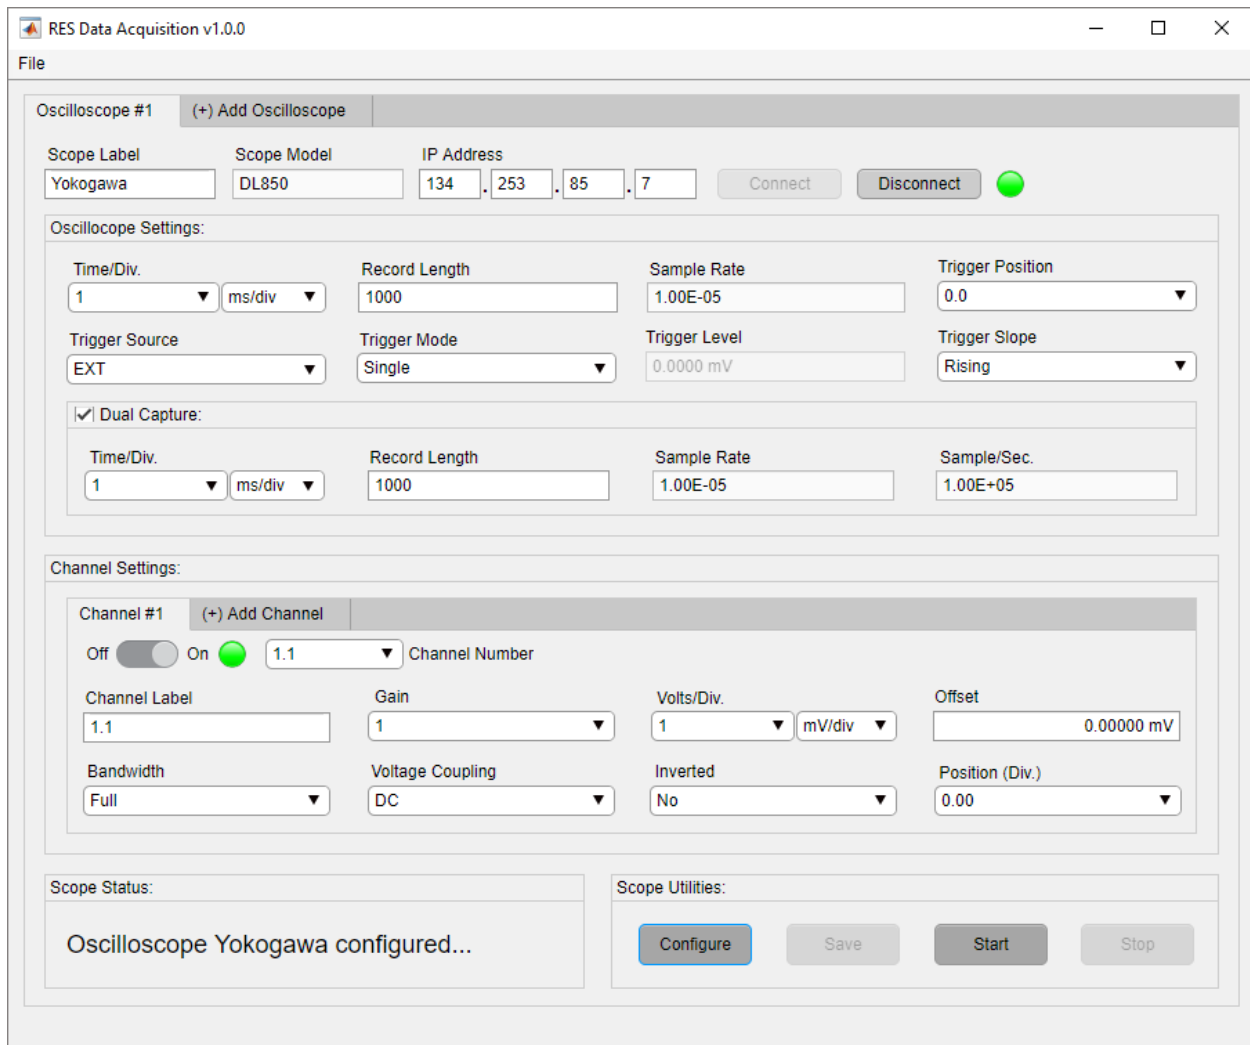 RES Data Acquisition v1.0.0
File
Oscilloscope #1 (+) Add Oscilloscope
Scope Label Scope Model IP Address
Yokogawa DL850 134 . 253 . 85 . 7 Connect Disconnect
Oscillocope Settings:
Time/Div. Record Length Sample Rate Trigger Position
1 ms/div 1000 1.00E-05 0.0
Trigger Source Trigger Mode Trigger Level Trigger Slope
EXT Single 0.0000 mV Rising
Dual Capture:
Time/Div. Record Length Sample Rate Sample/Sec.
1 ms/div 1000 1.00E-05 1.00E+05
Channel Settings:
Channel #1 (+) Add Channel
Off On 1.1 Channel Number
Channel Label Gain Volts/Div. Offset
1.1 1 1 mV/div 0.00000 mV
Bandwidth Voltage Coupling Inverted Position (Div.)
Full DC No 0.00
Scope Status: Scope Utilities:
Oscilloscope Yokogawa configured... Configure Save Start Stop